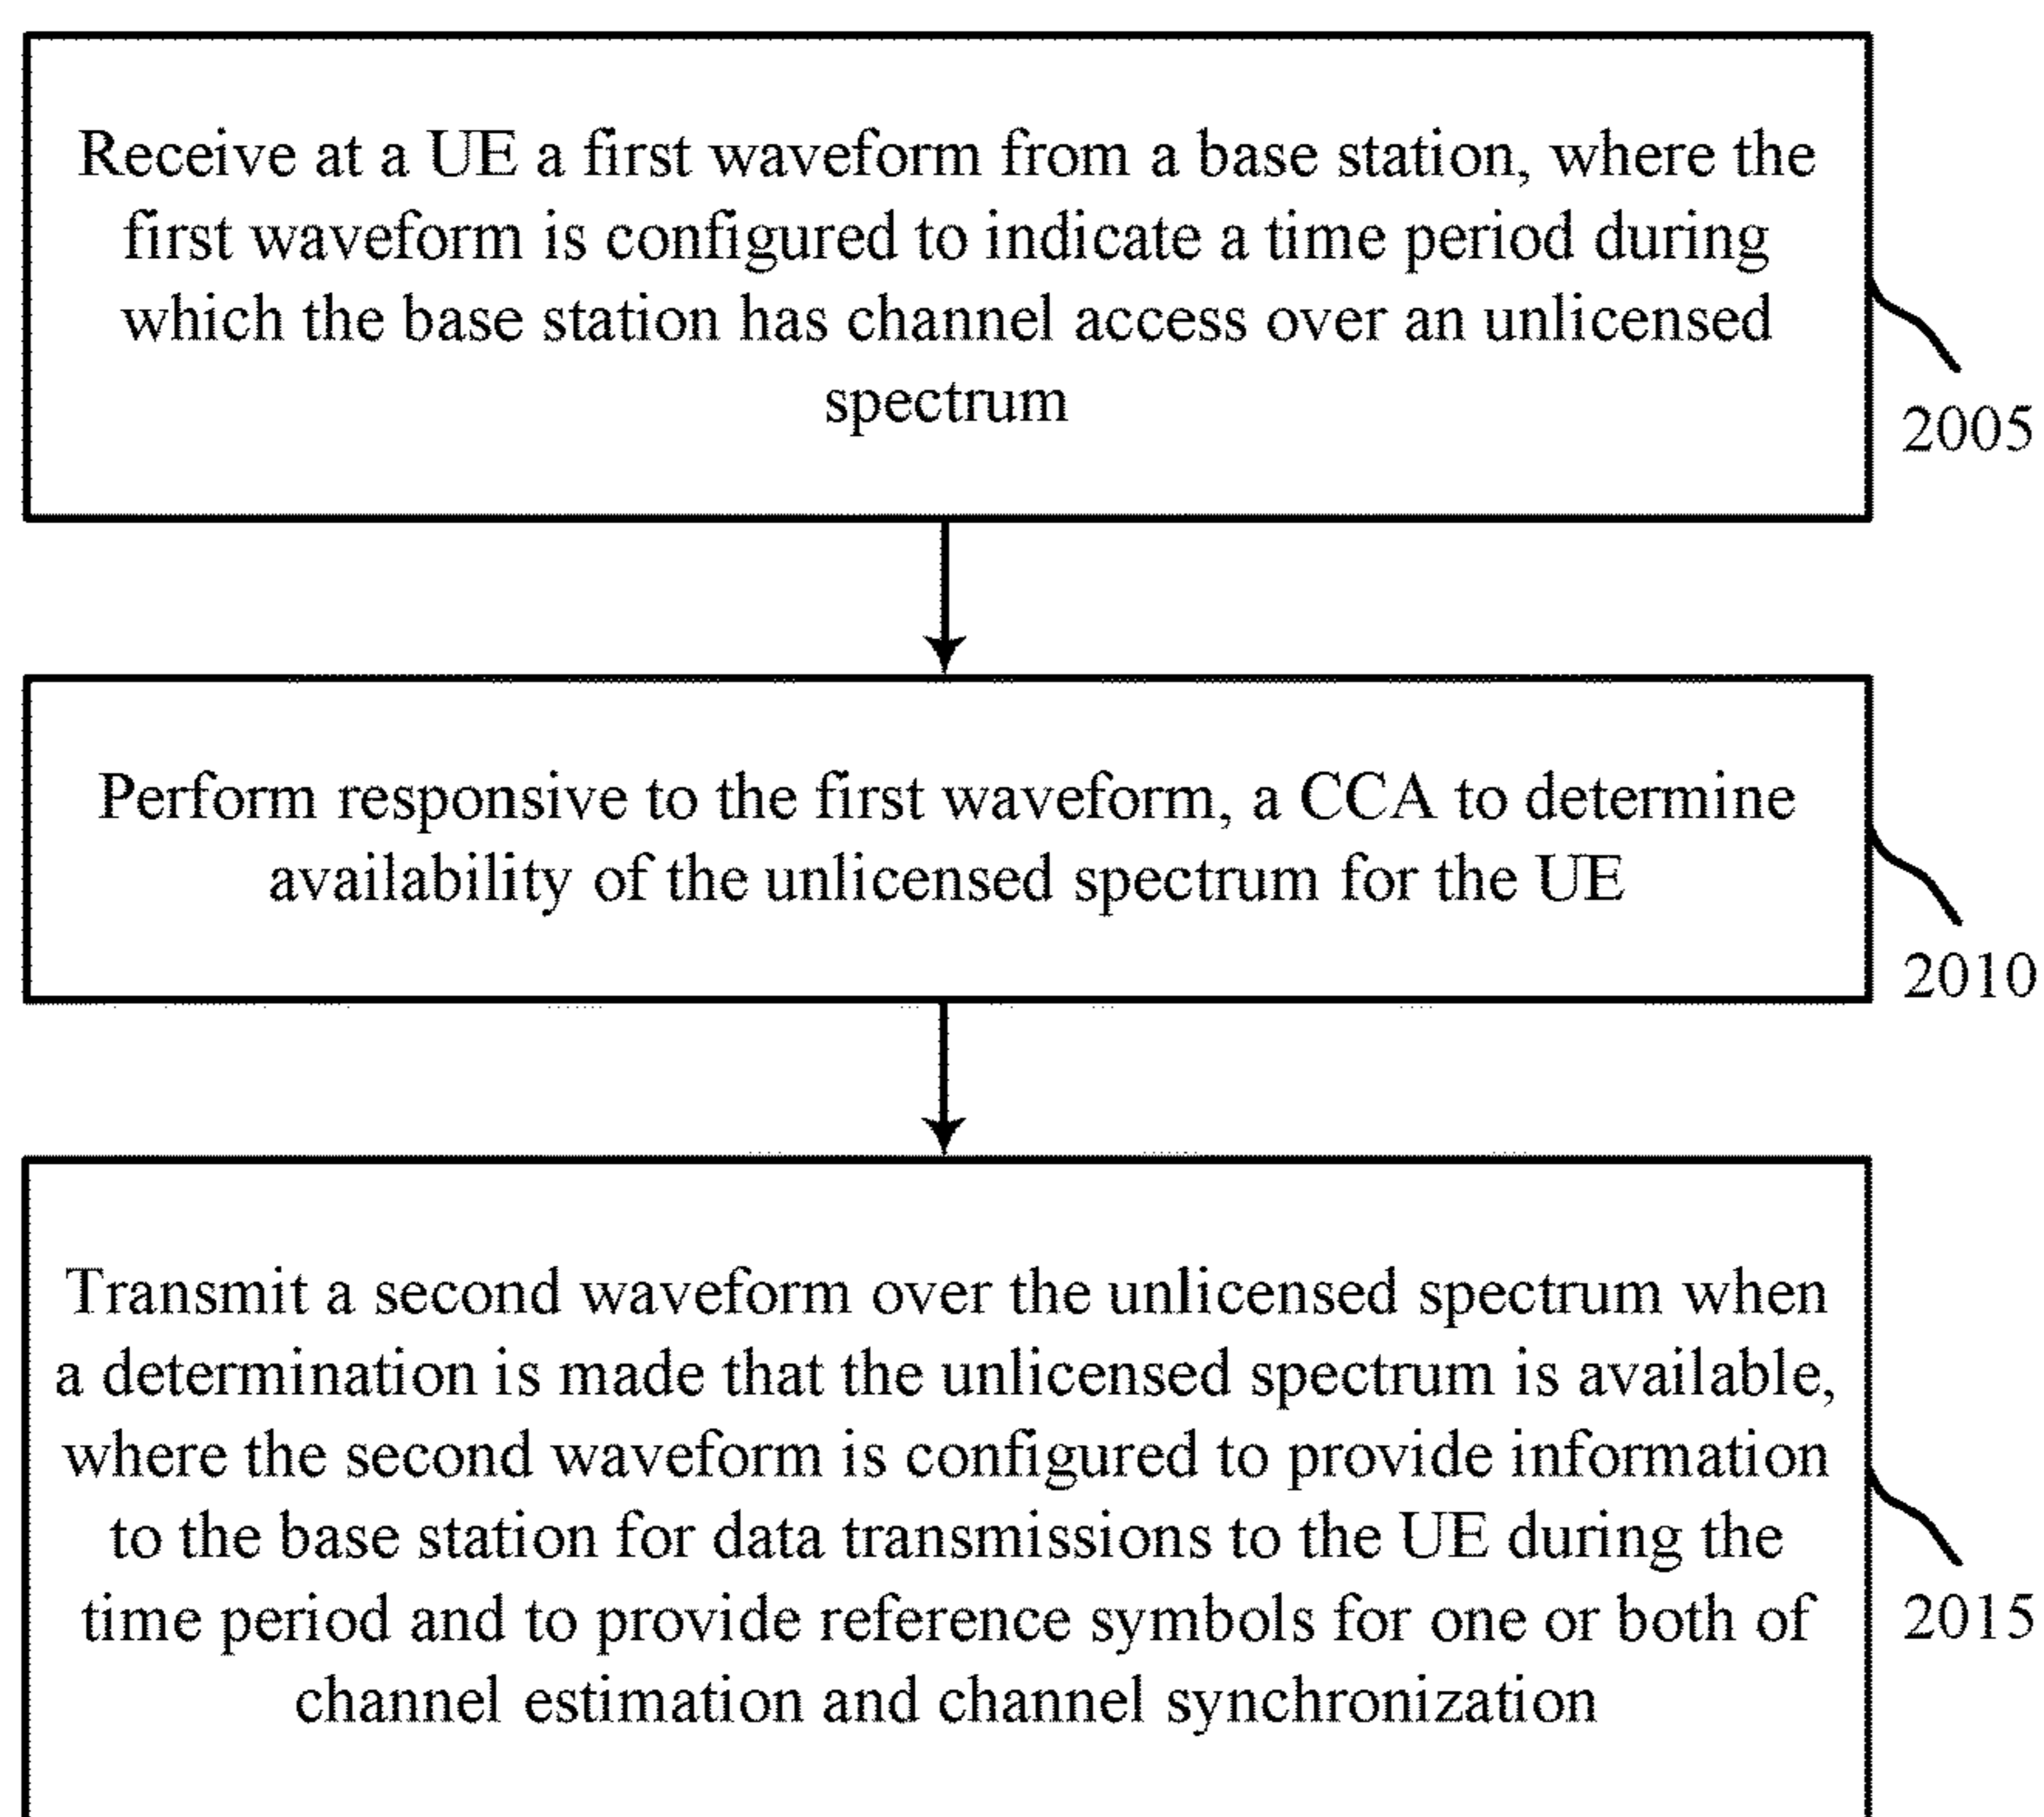 Receive at a UE a first waveform from a base station, where the
first waveform is configured to indicate a time period during
which the base station has channel access over an unlicensed
spectrum
2005
Perform responsive to the first waveform, a CCA to determine
availability of the unlicensed spectrum for the UE
2010
Transmit a second waveform over the unlicensed spectrum when
a determination is made that the unlicensed spectrum is available,
where the second waveform is configured to provide information
to the base station for data transmissions to the UE during the
time period and to provide reference symbols for one or both of
channel estimation and channel synchronization
2015